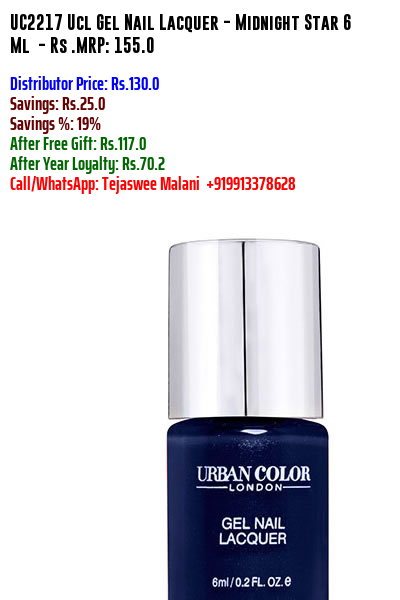 UC2217 Ucl Gel Nail Lacquer - Midnight Star 6
Ml - Rs .MRP: 155.0
Distributor Price: Rs.130.0
Savings: Rs.25.0
Savings %: 19%
After Free Gift: Rs.117.0
After Year Loyalty: Rs.70.2
Call/WhatsApp: Tejaswee Malani +919913378628
URBAN COLOR
LONDON
GEL NAIL
LACQUER
6ml/0.2 FL. OZ. e